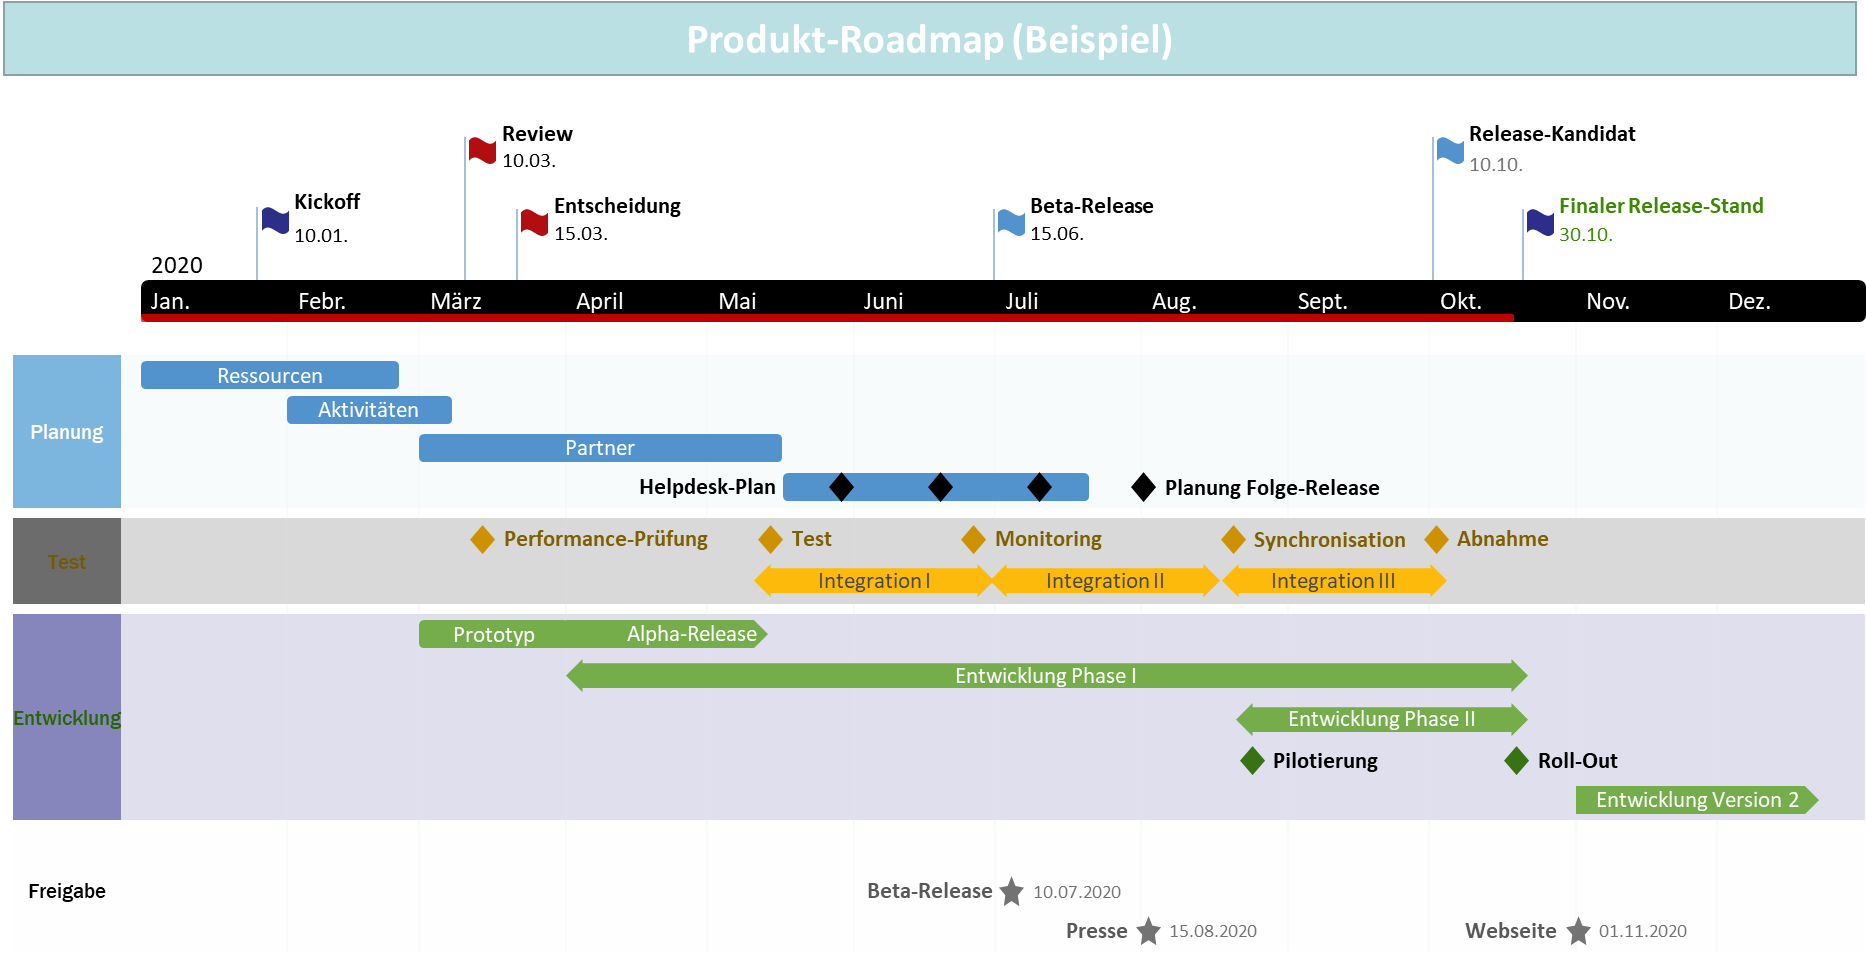 Produkt-Roadmap (Beispiel)
Review
10.03.
Release-Kandidat
10.10.
Kickoff
10.01.
Entscheidung
15.03.
Beta-Release
15.06.
Finaler Release-Stand
30.10.
2020
Jan. Febr. März April Mai Juni Juli Aug. Sept. Okt. Nov. Dez.
Planung
Ressourcen
Aktivitäten
Partner
Helpdesk-Plan Planung Folge-Release
Test
Performance-Prüfung Test Monitoring Synchronisation Abnahme
Integration I Integration II Integration III
Entwicklung
Prototyp Alpha-Release
Entwicklung Phase I
Entwicklung Phase II
Pilotierung Roll-Out
Entwicklung Version 2
Freigabe
Beta-Release 10.07.2020
Presse 15.08.2020 Webseite 01.11.2020